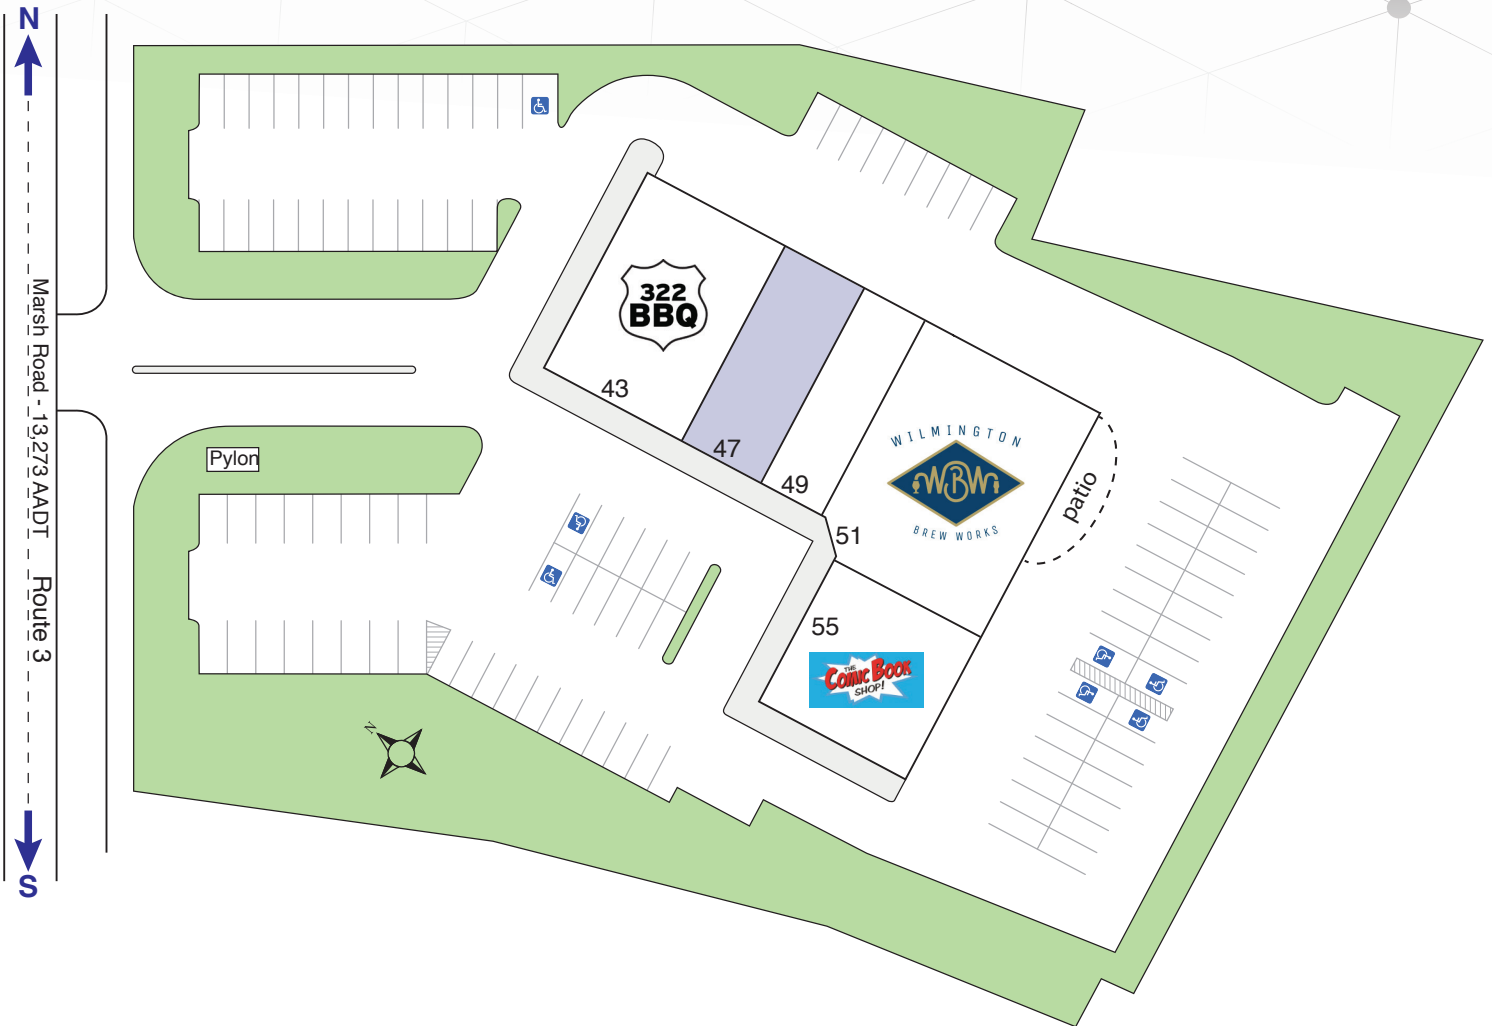 N
Marsh Road - 13,273 AADT Route 3
S
322
BBQ
43
47
49
WILMINGTON
WBW
BREW WORKS
51
patio
Pylon
55
THE
COMIC BOOK
SHOP!
N